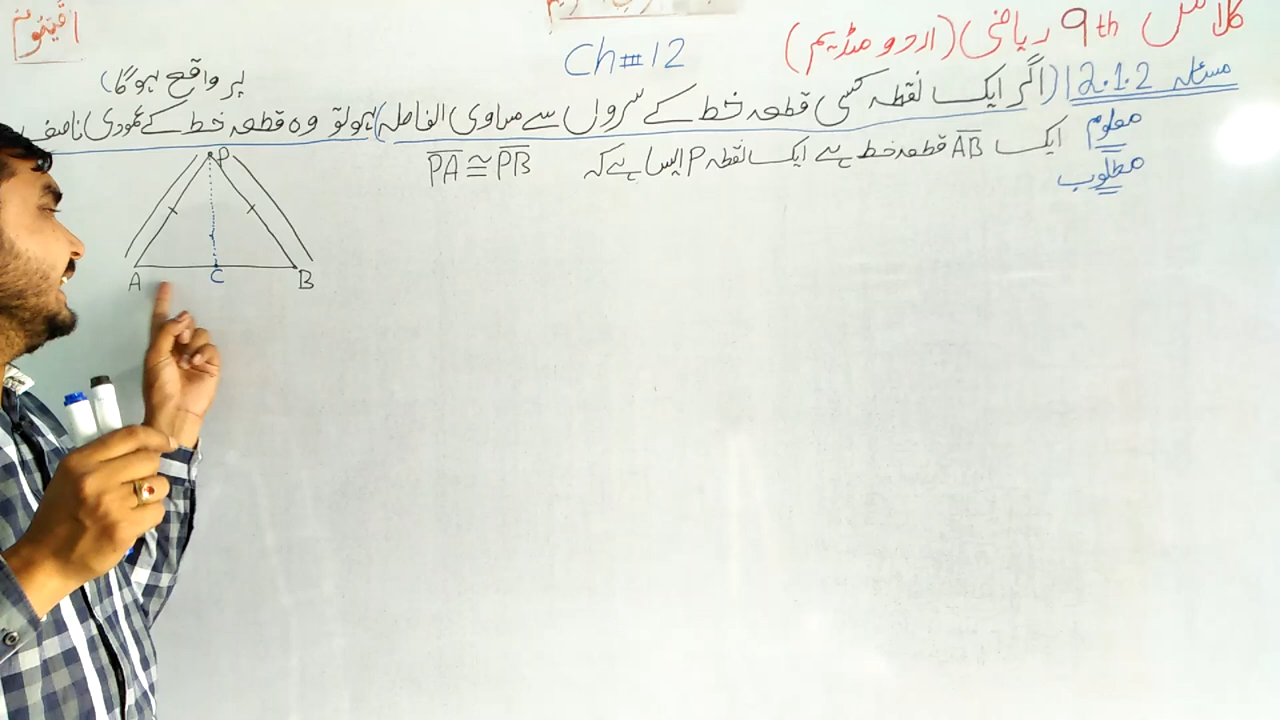 کلاس 9th ریاضی (اردو میڈیم)
Ch # 12
مسئلہ 12.1.2 (اگر ایک نقطہ کسی قطعہ خط کے سروں سے مساوی الفاصلہ) ہو تو وہ قطعہ خط کے عمودی ناصف
پر واقع ہوگا)
معلوم ایک AB قطعہ خط ہے ایک نقطہ P ایسا ہے کہ PA ≅ PB
مطلوب
P
A C B